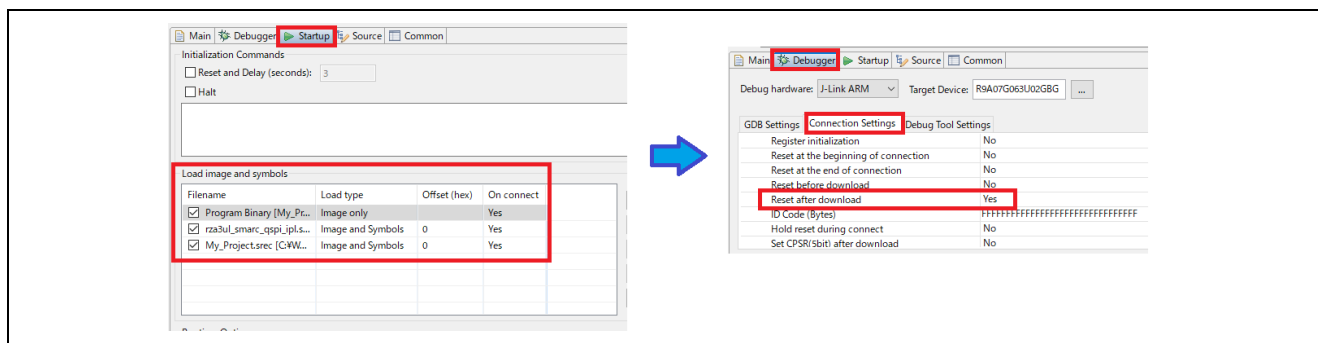 Main Debugger Startup Source Common
Initialization Commands
Reset and Delay (seconds): 3
Halt
Load image and symbols
Filename Load type Offset (hex) On connect
Program Binary [My_Pr... Image only Yes
rza3ul_smarc_qspi_ipl.s... Image and Symbols 0 Yes
My_Project.srec [C:¥W... Image and Symbols 0 Yes
Main Debugger Startup Source Common
Debug hardware: J-Link ARM Target Device: R9A07G063U02GBG ...
GDB Settings Connection Settings Debug Tool Settings
Register initialization No
Reset at the beginning of connection No
Reset at the end of connection No
Reset before download No
Reset after download Yes
ID Code (Bytes) FFFFFFFFFFFFFFFFFFFFFFFFFFFFFFFF
Hold reset during connect No
Set CPSR(5bit) after download No